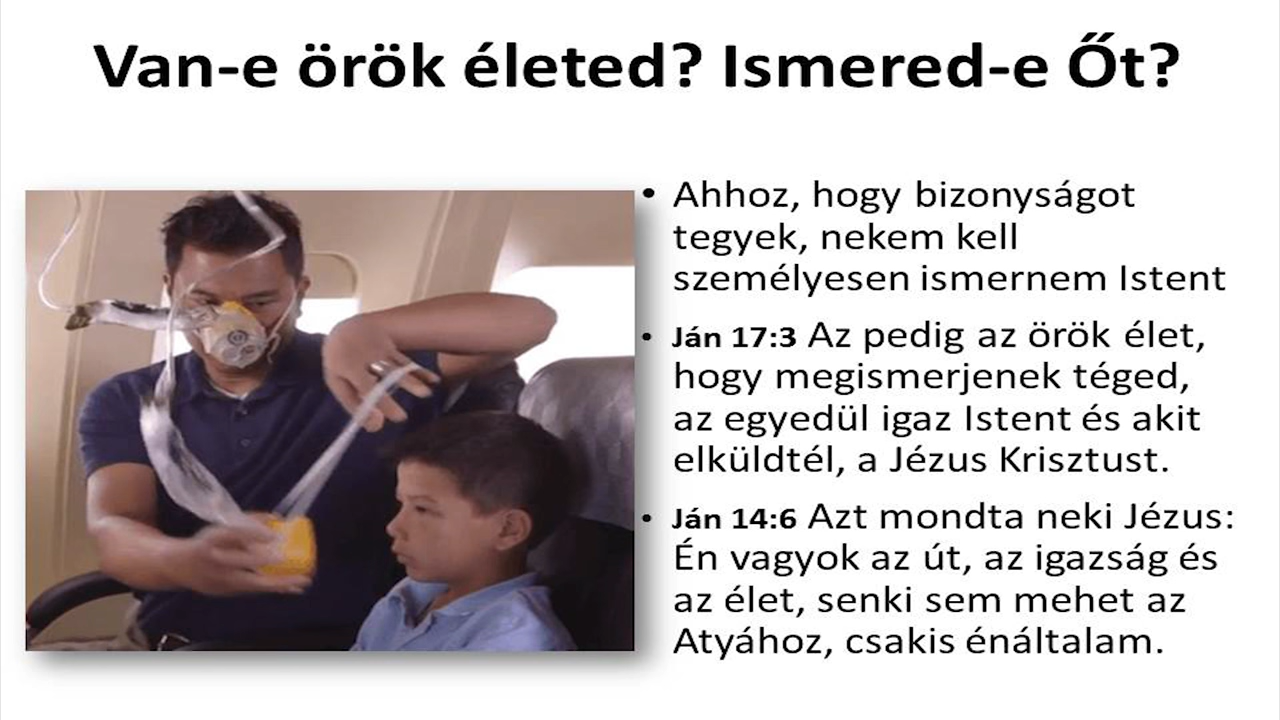 Van-e örök életed? Ismered-e Őt?
• Ahhoz, hogy bizonyságot
tegyek, nekem kell
személyesen ismernem Istent
• Ján 17:3 Az pedig az örök élet,
hogy megismerjenek téged,
az egyedül igaz Istent és akit
elküldtél, a Jézus Krisztust.
• Ján 14:6 Azt mondta neki Jézus:
Én vagyok az út, az igazság és
az élet, senki sem mehet az
Atyához, csakis énáltalam.